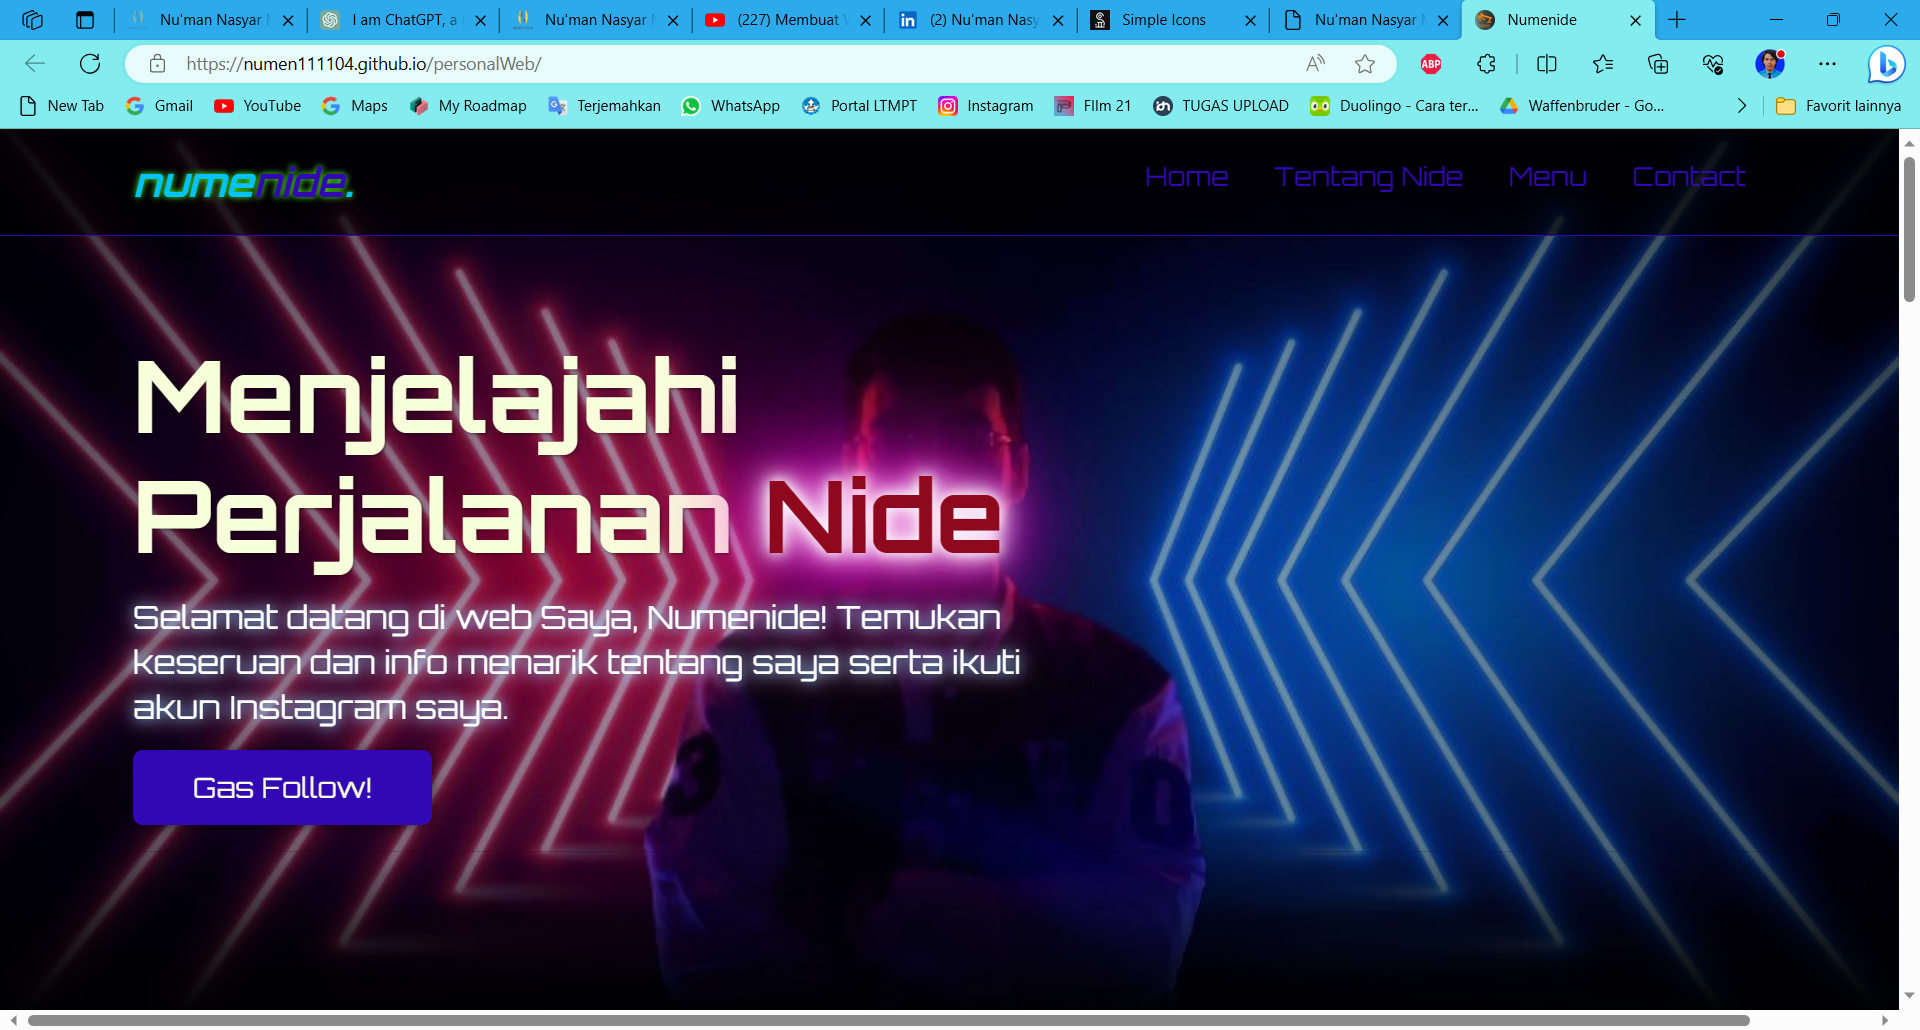 Nu'man Nasyar
I am ChatGPT, a
Nu'man Nasyar
(227) Membuat
(2) Nu'man Nasy
Simple Icons
Nu'man Nasyar
Numenide
https://numen111104.github.io/personalWeb/
ABP
New Tab
Gmail
YouTube
Maps
My Roadmap
Terjemahkan
WhatsApp
Portal LTMPT
Instagram
FIlm 21
TUGAS UPLOAD
Duolingo - Cara ter...
Waffenbruder - Go...
Favorit lainnya
numenide.
Home
Tentang Nide
Menu
Contact
Menjelajahi
Perjalanan Nide
Selamat datang di web Saya, Numenide! Temukan
keseruan dan info menarik tentang saya serta ikuti
akun Instagram saya.
Gas Follow!